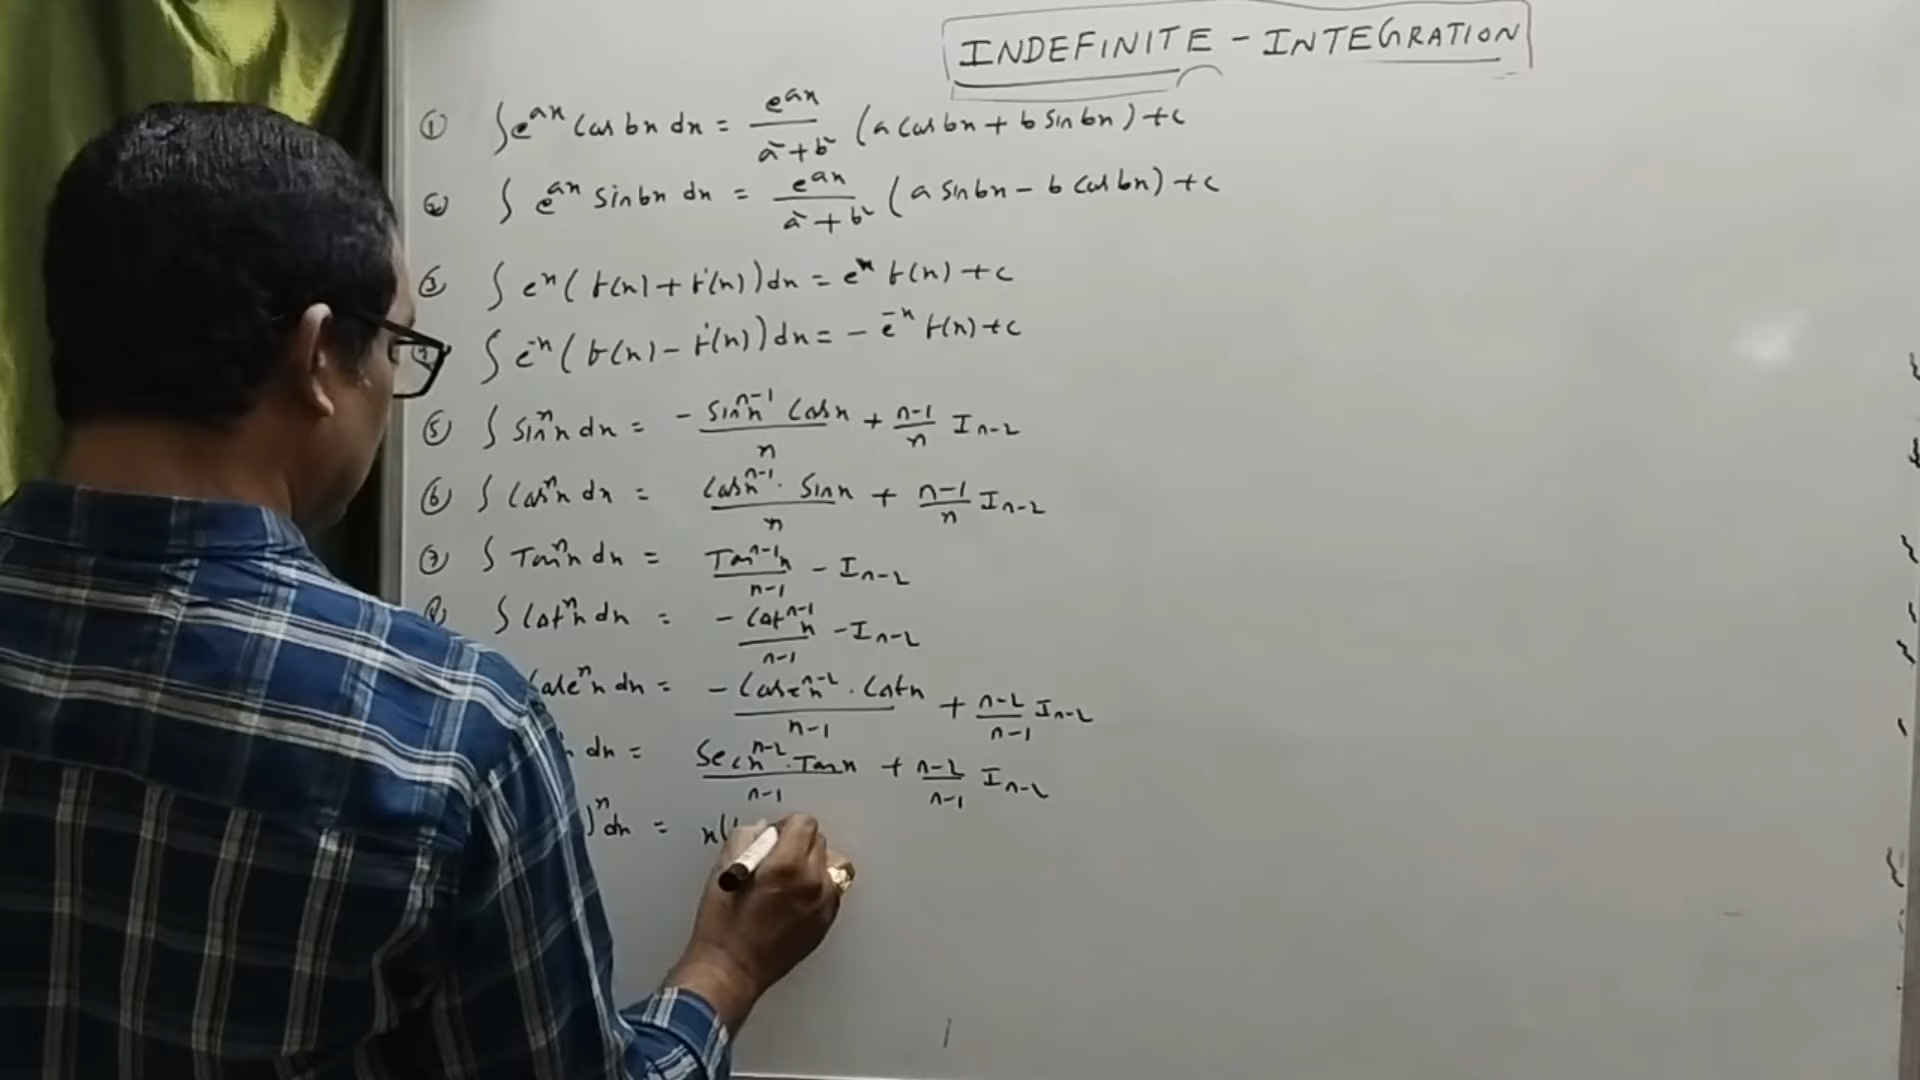 INDEFINITE - INTEGRATION
① ∫e^{ax} cos bx dx = e^{ax}/(a²+b²) (a cos bx + b sin bx) + c
② ∫ e^{ax} sin bx dx = e^{ax}/(a²+b²) (a sin bx - b cos bx) + c
③ ∫ e^x (f(x) + f'(x)) dx = e^x f(x) + c
④ ∫ e^{-x} (f(x) - f'(x)) dx = - e^{-x} f(x) + c
⑤ ∫ sin^n x dx = - sin^{n-1} x cos x / n + (n-1)/n I_{n-2}
⑥ ∫ cos^n x dx = cos^{n-1} x . sin x / n + (n-1)/n I_{n-2}
⑦ ∫ Tan^n x dx = Tan^{n-1} x / (n-1) - I_{n-2}
⑧ ∫ cot^n x dx = - cot^{n-1} x / (n-1) - I_{n-2}
cosec^n x dx = - cosec^{n-2} x . cot x / (n-1) + (n-2)/(n-1) I_{n-2}
dx = sec^{n-2} x . Tan x / (n-1) + (n-2)/(n-1) I_{n-2}
)^n dx = x(